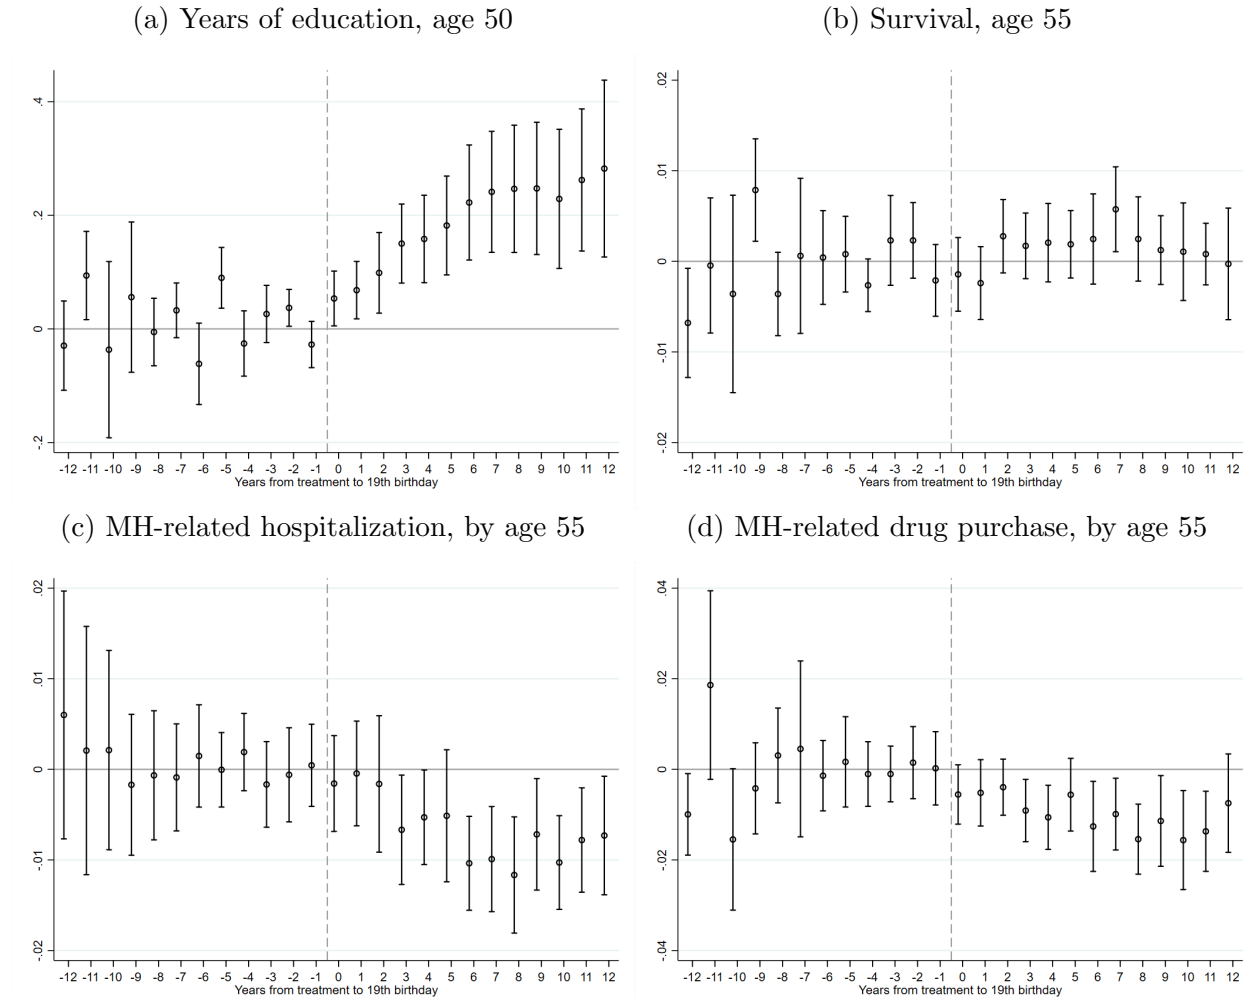 (a) Years of education, age 50
.4
.2
0
-.2
-12 -11 -10 -9 -8 -7 -6 -5 -4 -3 -2 -1 0 1 2 3 4 5 6 7 8 9 10 11 12
Years from treatment to 19th birthday
(b) Survival, age 55
.02
.01
0
-.01
-.02
-12 -11 -10 -9 -8 -7 -6 -5 -4 -3 -2 -1 0 1 2 3 4 5 6 7 8 9 10 11 12
Years from treatment to 19th birthday
(c) MH-related hospitalization, by age 55
.02
.01
0
-.01
-.02
-12 -11 -10 -9 -8 -7 -6 -5 -4 -3 -2 -1 0 1 2 3 4 5 6 7 8 9 10 11 12
Years from treatment to 19th birthday
(d) MH-related drug purchase, by age 55
.04
.02
0
-.02
-.04
-12 -11 -10 -9 -8 -7 -6 -5 -4 -3 -2 -1 0 1 2 3 4 5 6 7 8 9 10 11 12
Years from treatment to 19th birthday